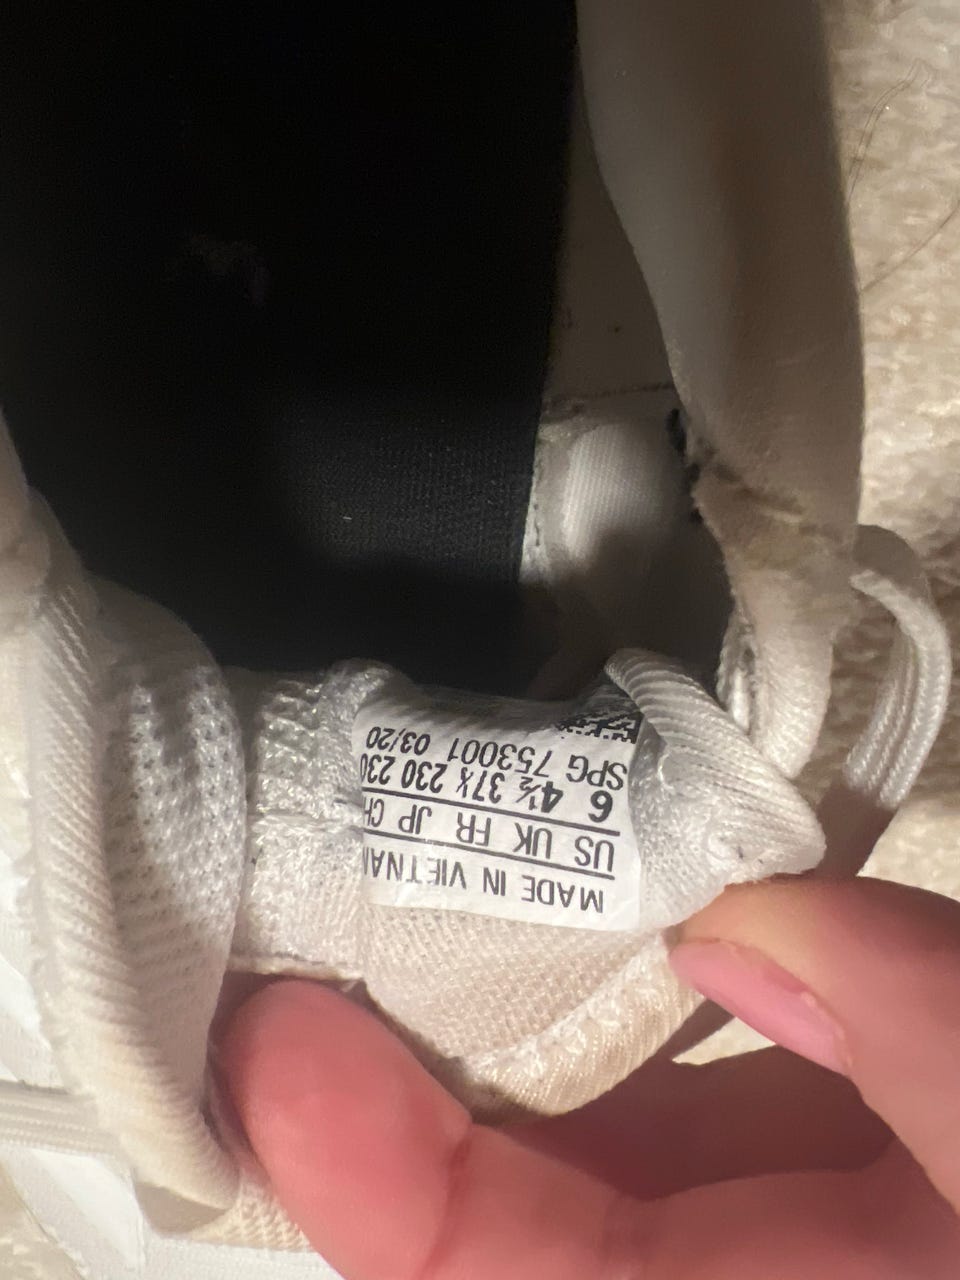 MADE IN VIETNAM
US UK FR JP CH
6 4½ 37⅓ 230 230
SPG 753001 03/20